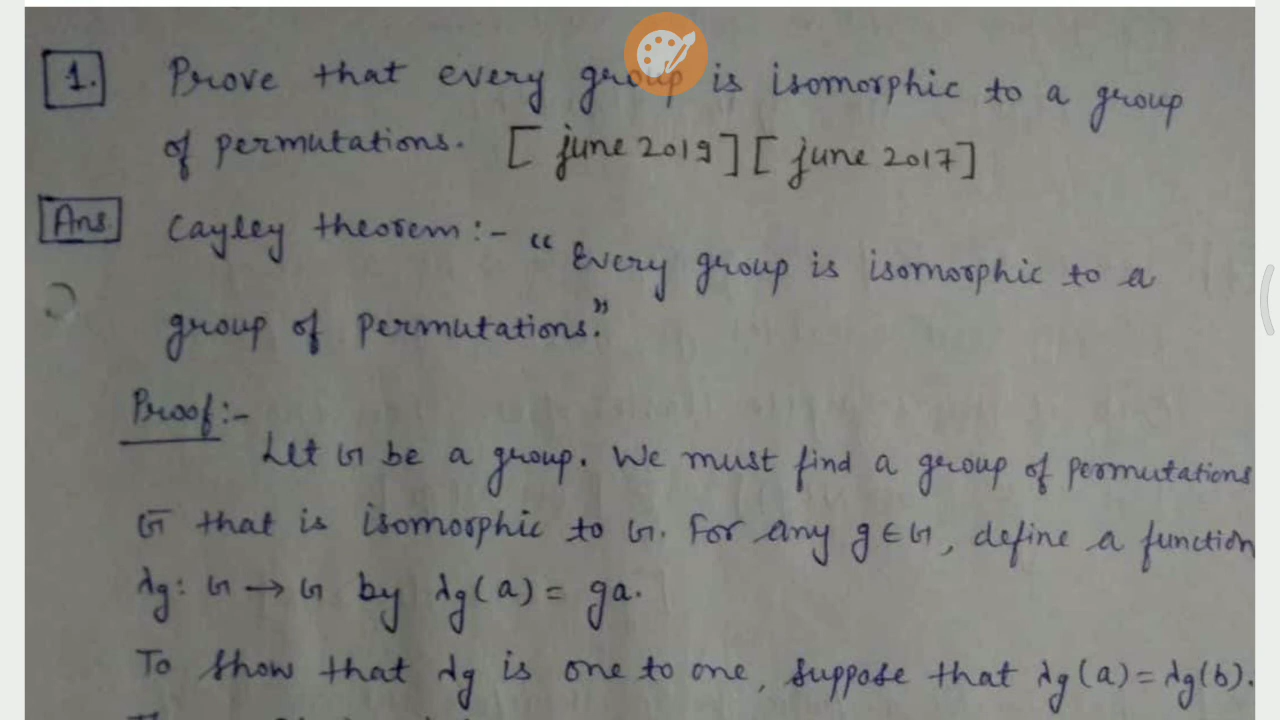 1. Prove that every group is isomorphic to a group
of permutations. [june 2019] [june 2017]
Ans Cayley theorem:- "Every group is isomorphic to a
group of permutations."
Proof:-
Let G be a group. We must find a group of permutations
G̅ that is isomorphic to G. For any g ∈ G, define a function
λg: G → G by λg(a) = ga.
To show that λg is one to one, suppose that λg(a) = λg(b).